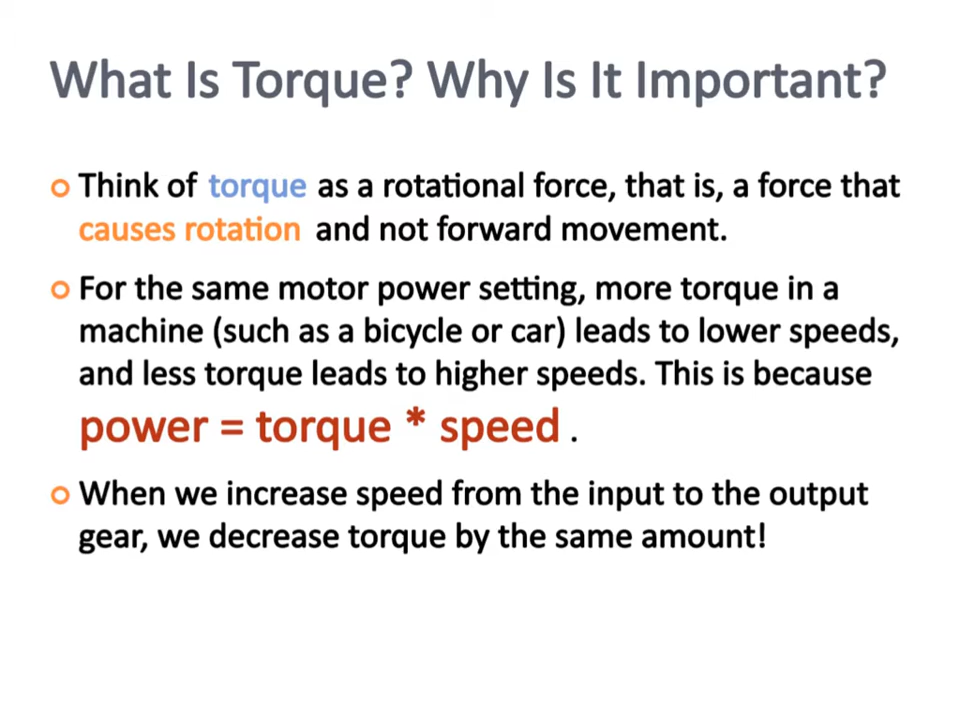 What Is Torque? Why Is It Important?
Think of torque as a rotational force, that is, a force that
causes rotation and not forward movement.
For the same motor power setting, more torque in a
machine (such as a bicycle or car) leads to lower speeds,
and less torque leads to higher speeds. This is because
power = torque * speed .
When we increase speed from the input to the output
gear, we decrease torque by the same amount!